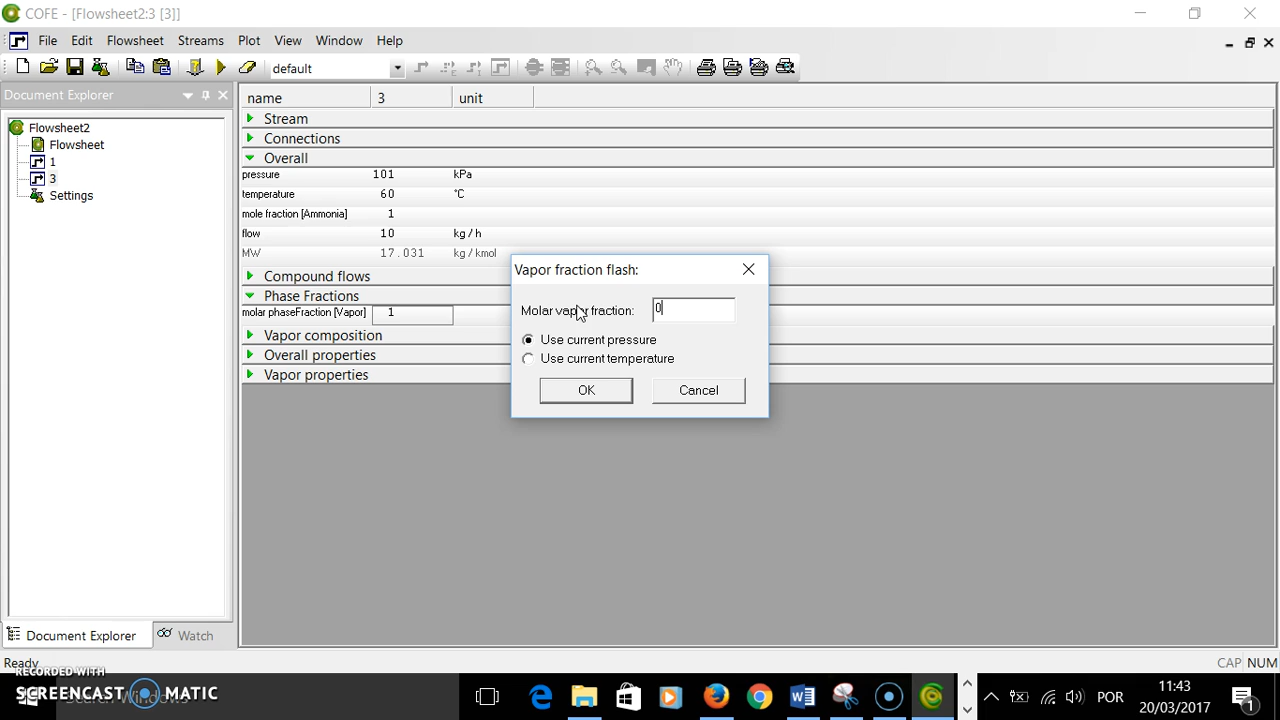 COFE - [Flowsheet2:3 [3]]
File Edit Flowsheet Streams Plot View Window Help
default
Document Explorer
name 3 unit
Flowsheet2
Flowsheet
1
3
Settings
Stream
Connections
Overall
pressure 101 kPa
temperature 60 °C
mole fraction [Ammonia] 1
flow 10 kg / h
MW 17.031 kg / kmol
Compound flows
Phase Fractions
molar phaseFraction [Vapor] 1
Vapor composition
Overall properties
Vapor properties
Vapor fraction flash:
Molar vapor fraction: 0
Use current pressure
Use current temperature
OK Cancel
Document Explorer Watch
Ready
CAP NUM
RECORDED WITH
SCREENCAST MATIC
Search Windows
POR
11:43
20/03/2017
1